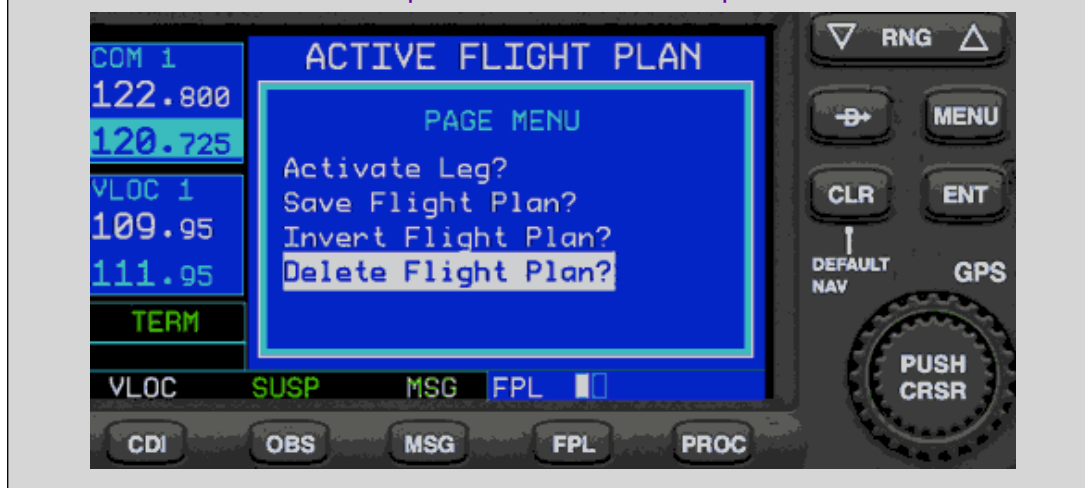 COM 1
122.800
120.725
VLOC 1
109.95
111.95
TERM
VLOC SUSP MSG FPL
ACTIVE FLIGHT PLAN
PAGE MENU
Activate Leg?
Save Flight Plan?
Invert Flight Plan?
Delete Flight Plan?
RNG
D
MENU
CLR
ENT
DEFAULT
NAV
GPS
PUSH
CRSR
CDI OBS MSG FPL PROC